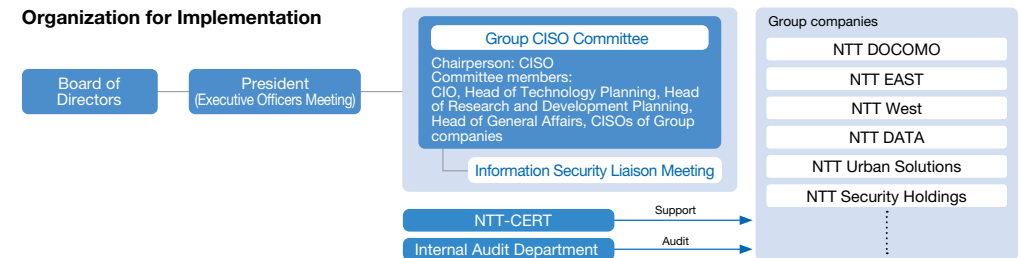 Organization for Implementation
Board of
Directors
President
(Executive Officers Meeting)
Group CISO Committee
Chairperson: CISO
Committee members:
CIO, Head of Technology Planning, Head
of Research and Development Planning,
Head of General Affairs, CISOs of Group
companies
Information Security Liaison Meeting
NTT-CERT
Support
Internal Audit Department
Audit
Group companies
NTT DOCOMO
NTT EAST
NTT West
NTT DATA
NTT Urban Solutions
NTT Security Holdings